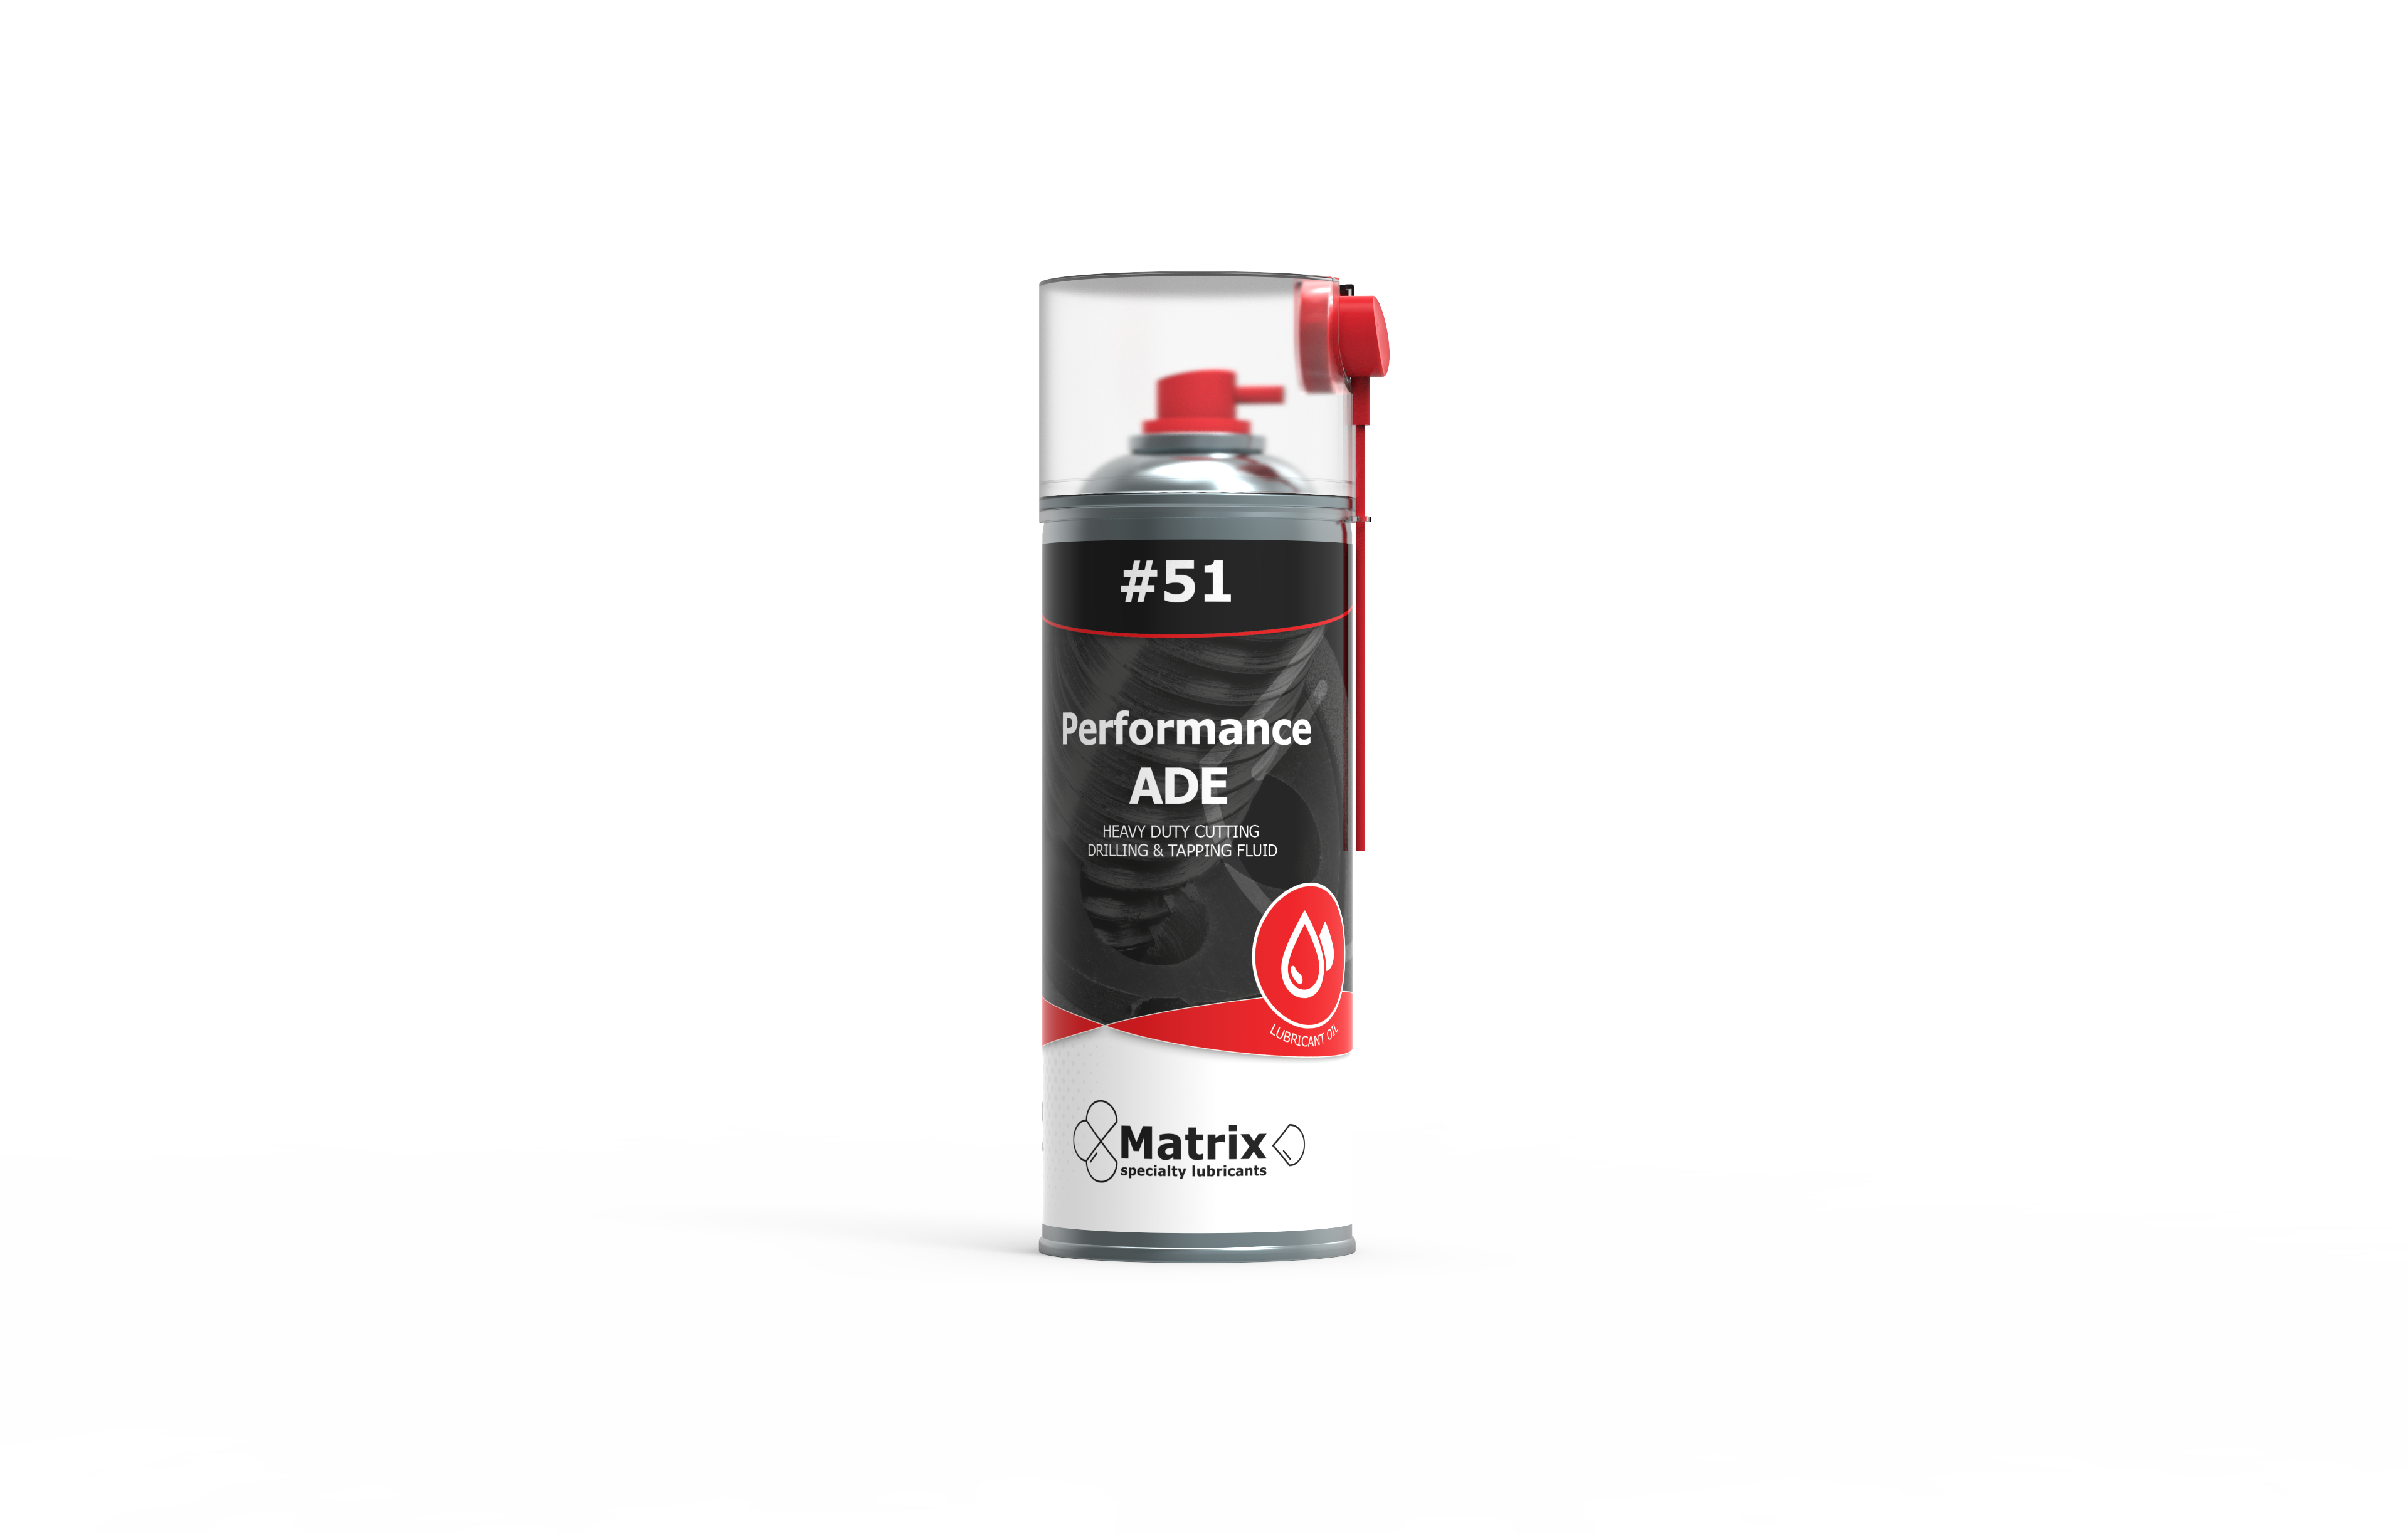 #51
Performance
ADE
HEAVY DUTY CUTTING
DRILLING & TAPPING FLUID
LUBRICANT OIL
Matrix
specialty lubricants